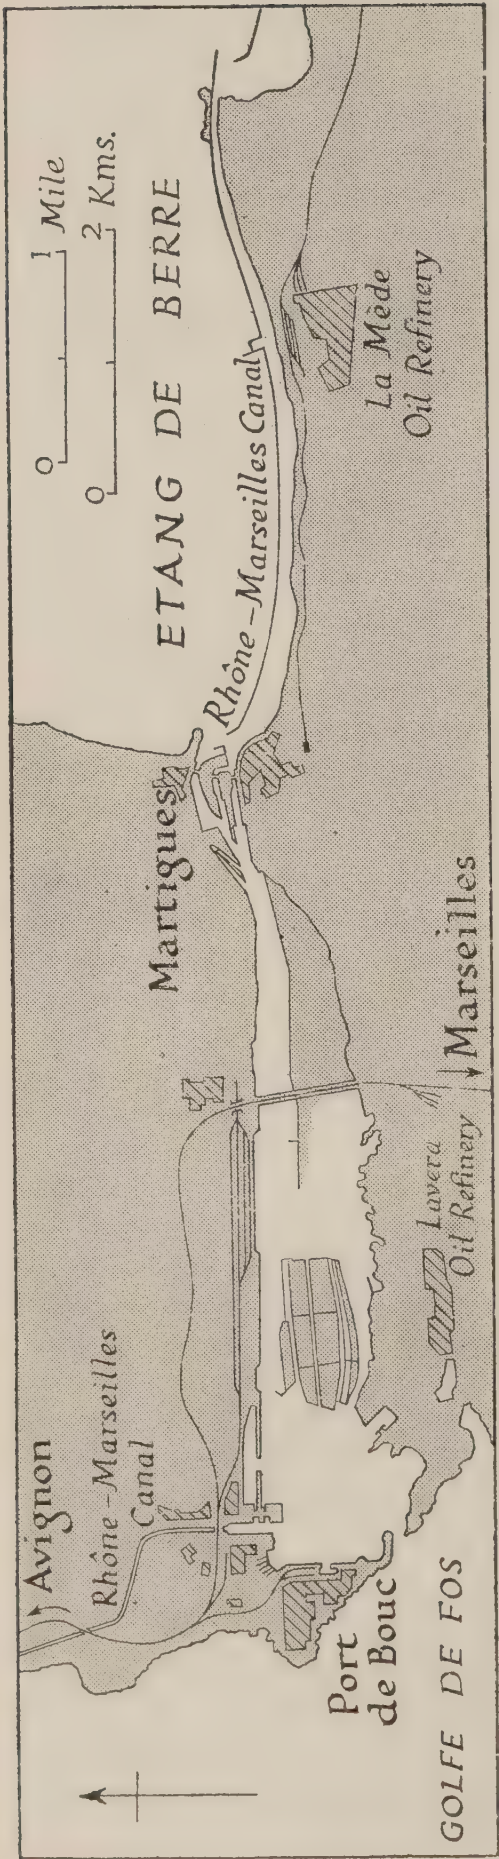 Avignon
Rhône-Marseilles
Canal
Port
de Bouc
GOLFE DE FOS
Lavera
Oil Refinery
Marseilles
Martigues
ETANG DE BERRE
Rhône-Marseilles Canal
La Mède
Oil Refinery
0 1 Mile
0 2 Kms.